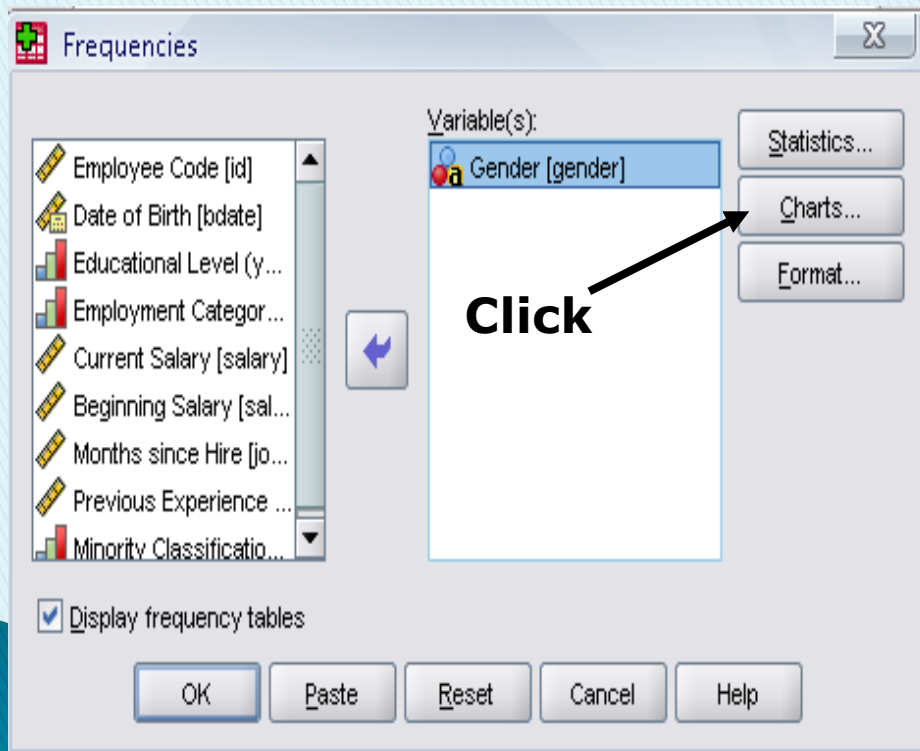 Frequencies
Variable(s):
Employee Code [id]
Date of Birth [bdate]
Educational Level (y...
Employment Categor...
Current Salary [salary]
Beginning Salary [sal...
Months since Hire [jo...
Previous Experience ...
Minority Classificatio...
Gender [gender]
Statistics...
Charts...
Format...
Click
Display frequency tables
OK Paste Reset Cancel Help